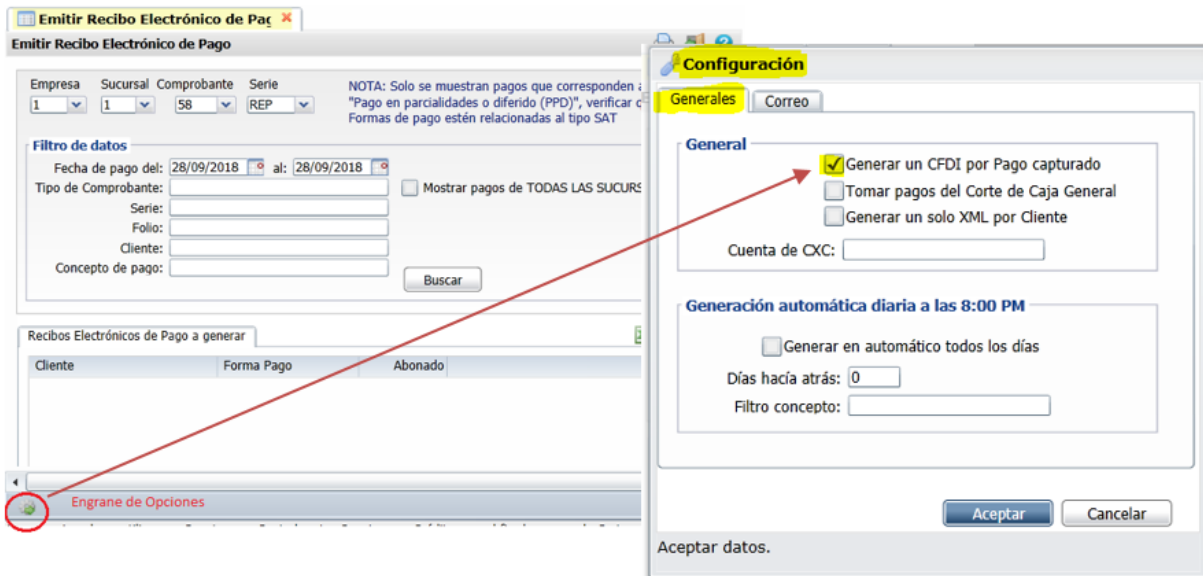 Emitir Recibo Electrónico de Pag
Emitir Recibo Electrónico de Pago
Empresa Sucursal Comprobante Serie
1 1 58 REP
NOTA: Solo se muestran pagos que corresponden a
"Pago en parcialidades o diferido (PPD)", verificar
Formas de pago estén relacionadas al tipo SAT
Filtro de datos
Fecha de pago del: 28/09/2018 al: 28/09/2018
Tipo de Comprobante:
Mostrar pagos de TODAS LAS SUCURS
Serie:
Folio:
Cliente:
Concepto de pago:
Buscar
Recibos Electrónicos de Pago a generar
Cliente Forma Pago Abonado
Engrane de Opciones
Configuración
Generales Correo
General
Generar un CFDI por Pago capturado
Tomar pagos del Corte de Caja General
Generar un solo XML por Cliente
Cuenta de CXC:
Generación automática diaria a las 8:00 PM
Generar en automático todos los días
Días hacía atrás: 0
Filtro concepto:
Aceptar Cancelar
Aceptar datos.